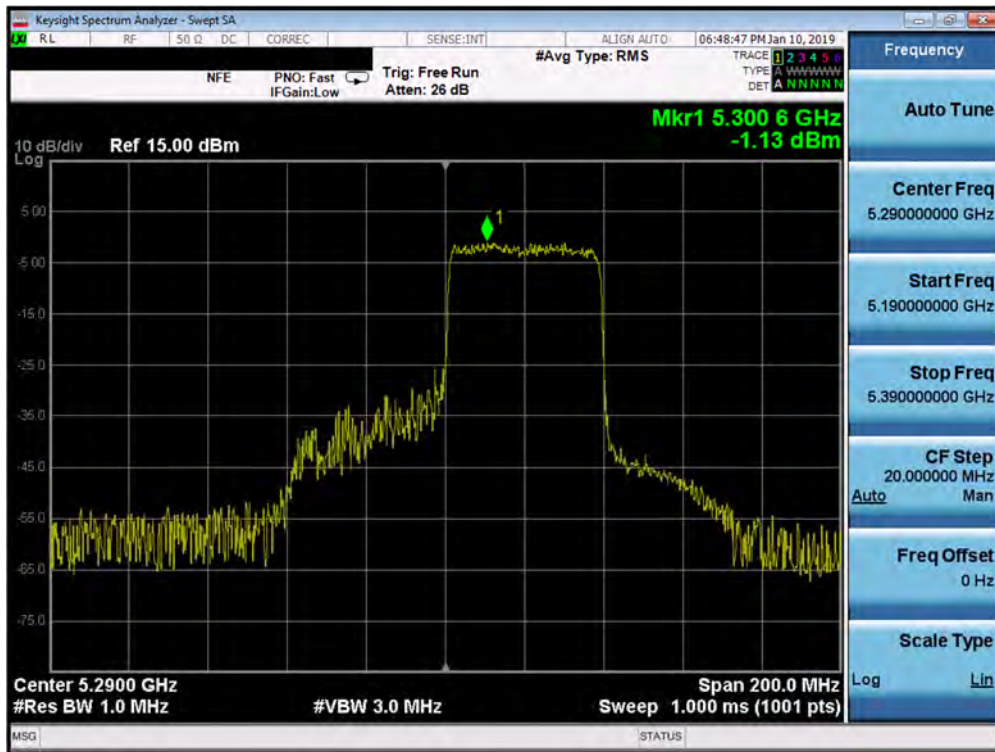 Keysight Spectrum Analyzer - Swept SA
LXI RL RF 50 Ω DC CORREC SENSE:INT ALIGN AUTO 06:48:47 PM Jan 10, 2019
NFE PNO: Fast IFGain:Low Trig: Free Run Atten: 26 dB #Avg Type: RMS
TRACE 1 2 3 4 5 6
TYPE A WWWWW
DET A N N N N N
Mkr1 5.300 6 GHz
-1.13 dBm
10 dB/div Ref 15.00 dBm
Log
1
5.00
-5.00
-15.0
-25.0
-35.0
-45.0
-55.0
-65.0
-75.0
Center 5.2900 GHz Span 200.0 MHz
#Res BW 1.0 MHz #VBW 3.0 MHz Sweep 1.000 ms (1001 pts)
MSG STATUS
Frequency
Auto Tune
Center Freq
5.290000000 GHz
Start Freq
5.190000000 GHz
Stop Freq
5.390000000 GHz
CF Step
20.000000 MHz
Auto Man
Freq Offset
0 Hz
Scale Type
Log Lin